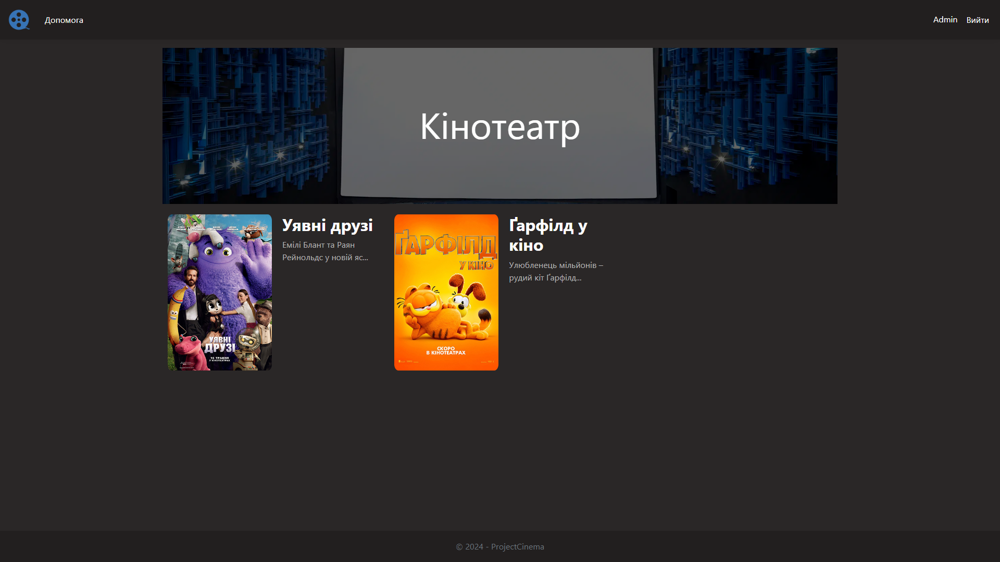 Допомога
Admin
Вийти
Кінотеатр
УЯВНІ
ДРУЗІ
16 ТРАВНЯ
У КІНОТЕАТРАХ
Уявні друзі
Емілі Блант та Раян
Рейнольдс у новій яс...
ҐАРФІЛД
У КІНО
СКОРО
В КІНОТЕАТРАХ
Ґарфілд у
кіно
Улюбленець мільйонів –
рудий кіт Ґарфілд...
© 2024 - ProjectCinema